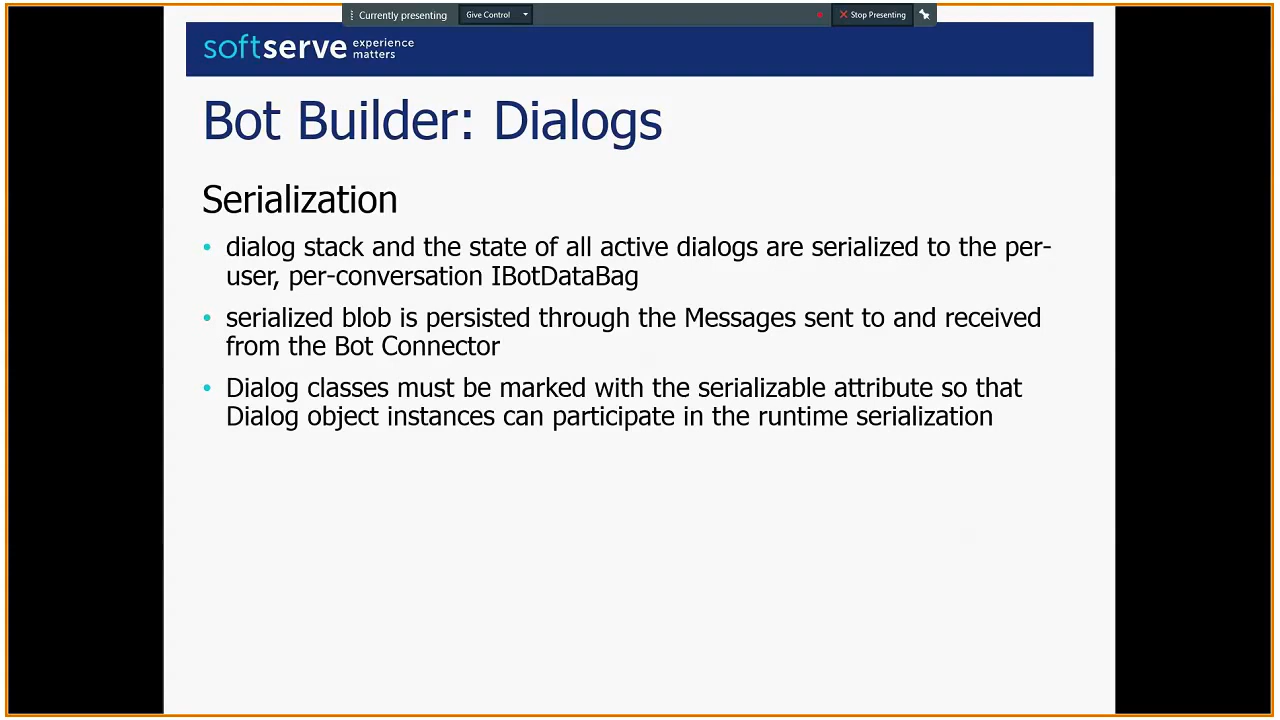 Currently presenting Give Control Stop Presenting
softserve experience matters
Bot Builder: Dialogs
Serialization
• dialog stack and the state of all active dialogs are serialized to the per-
user, per-conversation IBotDataBag
• serialized blob is persisted through the Messages sent to and received
from the Bot Connector
• Dialog classes must be marked with the serializable attribute so that
Dialog object instances can participate in the runtime serialization